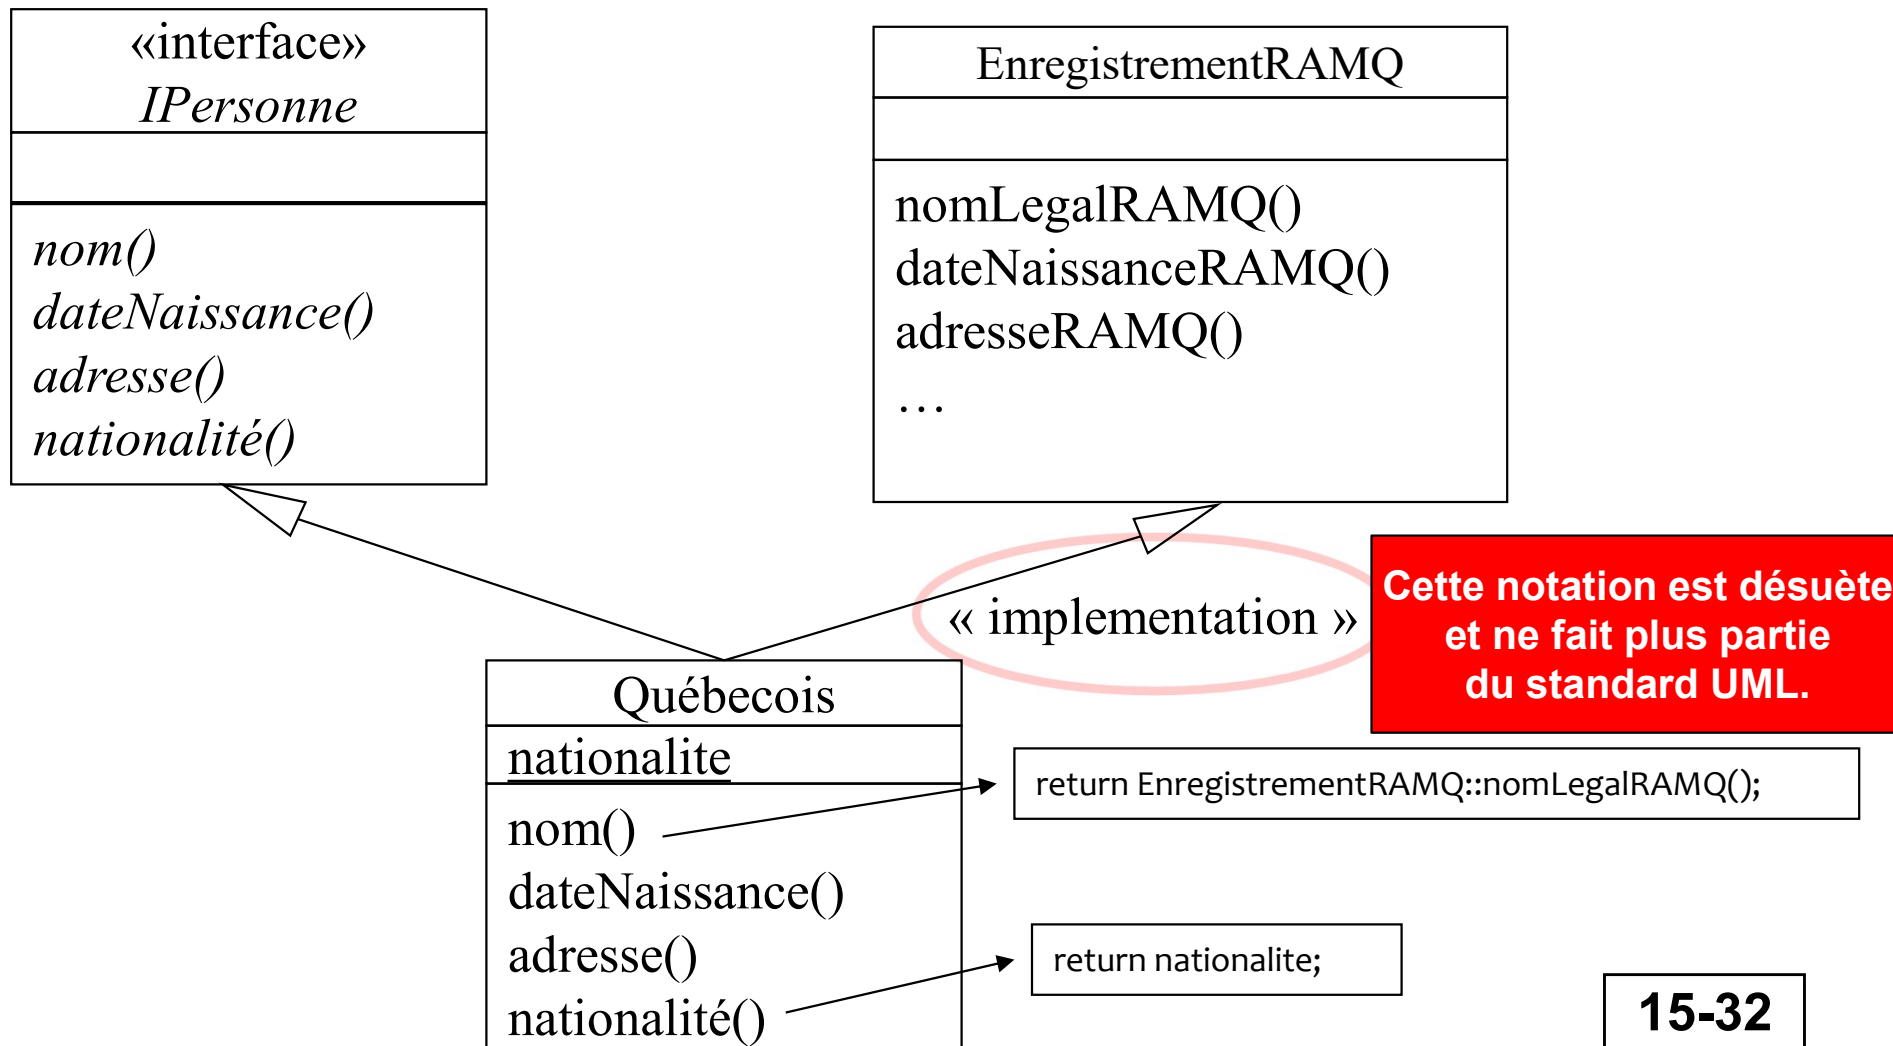 «interface»
IPersonne
nom()
dateNaissance()
adresse()
nationalité()
EnregistrementRAMQ
nomLegalRAMQ()
dateNaissanceRAMQ()
adresseRAMQ()
…
« implementation »
Cette notation est désuète
et ne fait plus partie
du standard UML.
Québecois
nationalite
nom()
dateNaissance()
adresse()
nationalité()
return EnregistrementRAMQ::nomLegalRAMQ();
return nationalite;
15-32